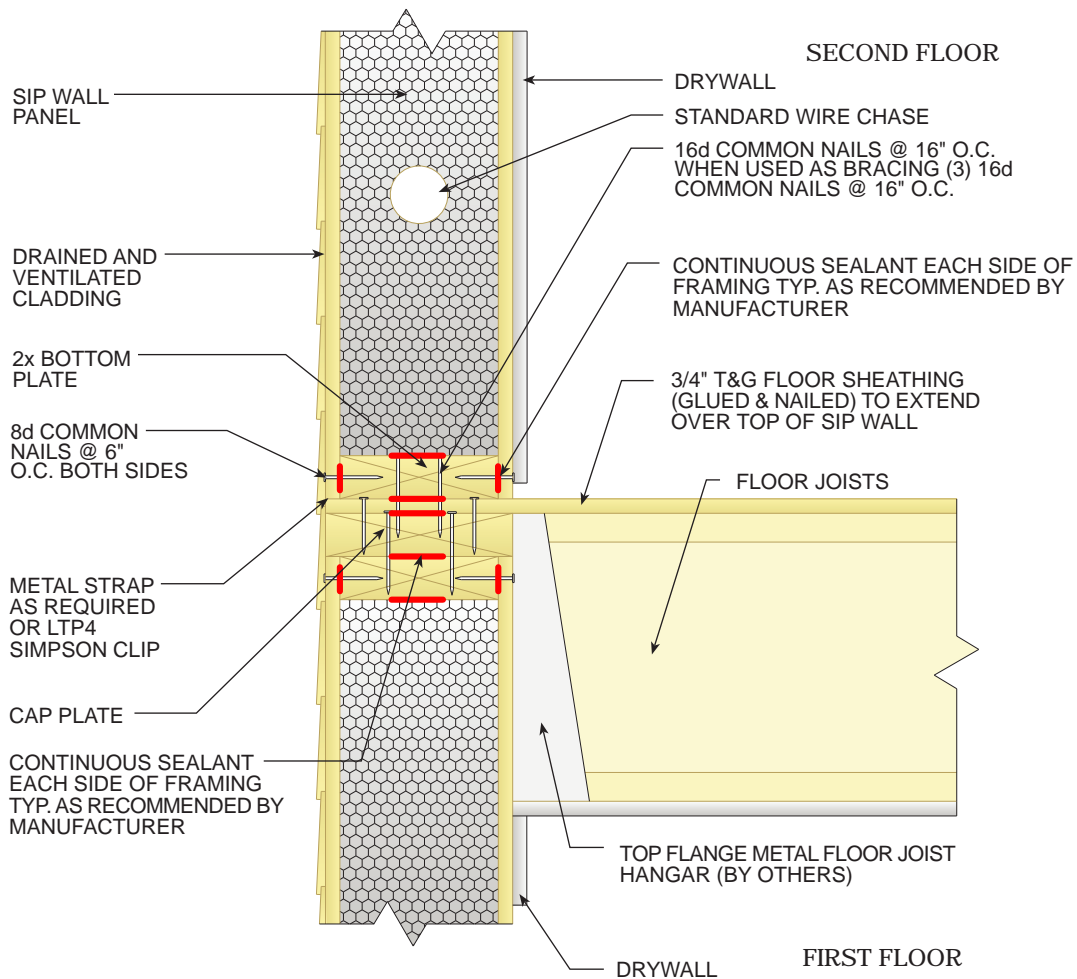 SECOND FLOOR
DRYWALL
SIP WALL
PANEL
STANDARD WIRE CHASE
16d COMMON NAILS @ 16" O.C.
WHEN USED AS BRACING (3) 16d
COMMON NAILS @ 16" O.C.
DRAINED AND
VENTILATED
CLADDING
CONTINUOUS SEALANT EACH SIDE OF
FRAMING TYP. AS RECOMMENDED BY
MANUFACTURER
2x BOTTOM
PLATE
3/4" T&G FLOOR SHEATHING
(GLUED & NAILED) TO EXTEND
OVER TOP OF SIP WALL
8d COMMON
NAILS @ 6"
O.C. BOTH SIDES
FLOOR JOISTS
METAL STRAP
AS REQUIRED
OR LTP4
SIMPSON CLIP
CAP PLATE
CONTINUOUS SEALANT
EACH SIDE OF FRAMING
TYP. AS RECOMMENDED BY
MANUFACTURER
TOP FLANGE METAL FLOOR JOIST
HANGAR (BY OTHERS)
DRYWALL
FIRST FLOOR